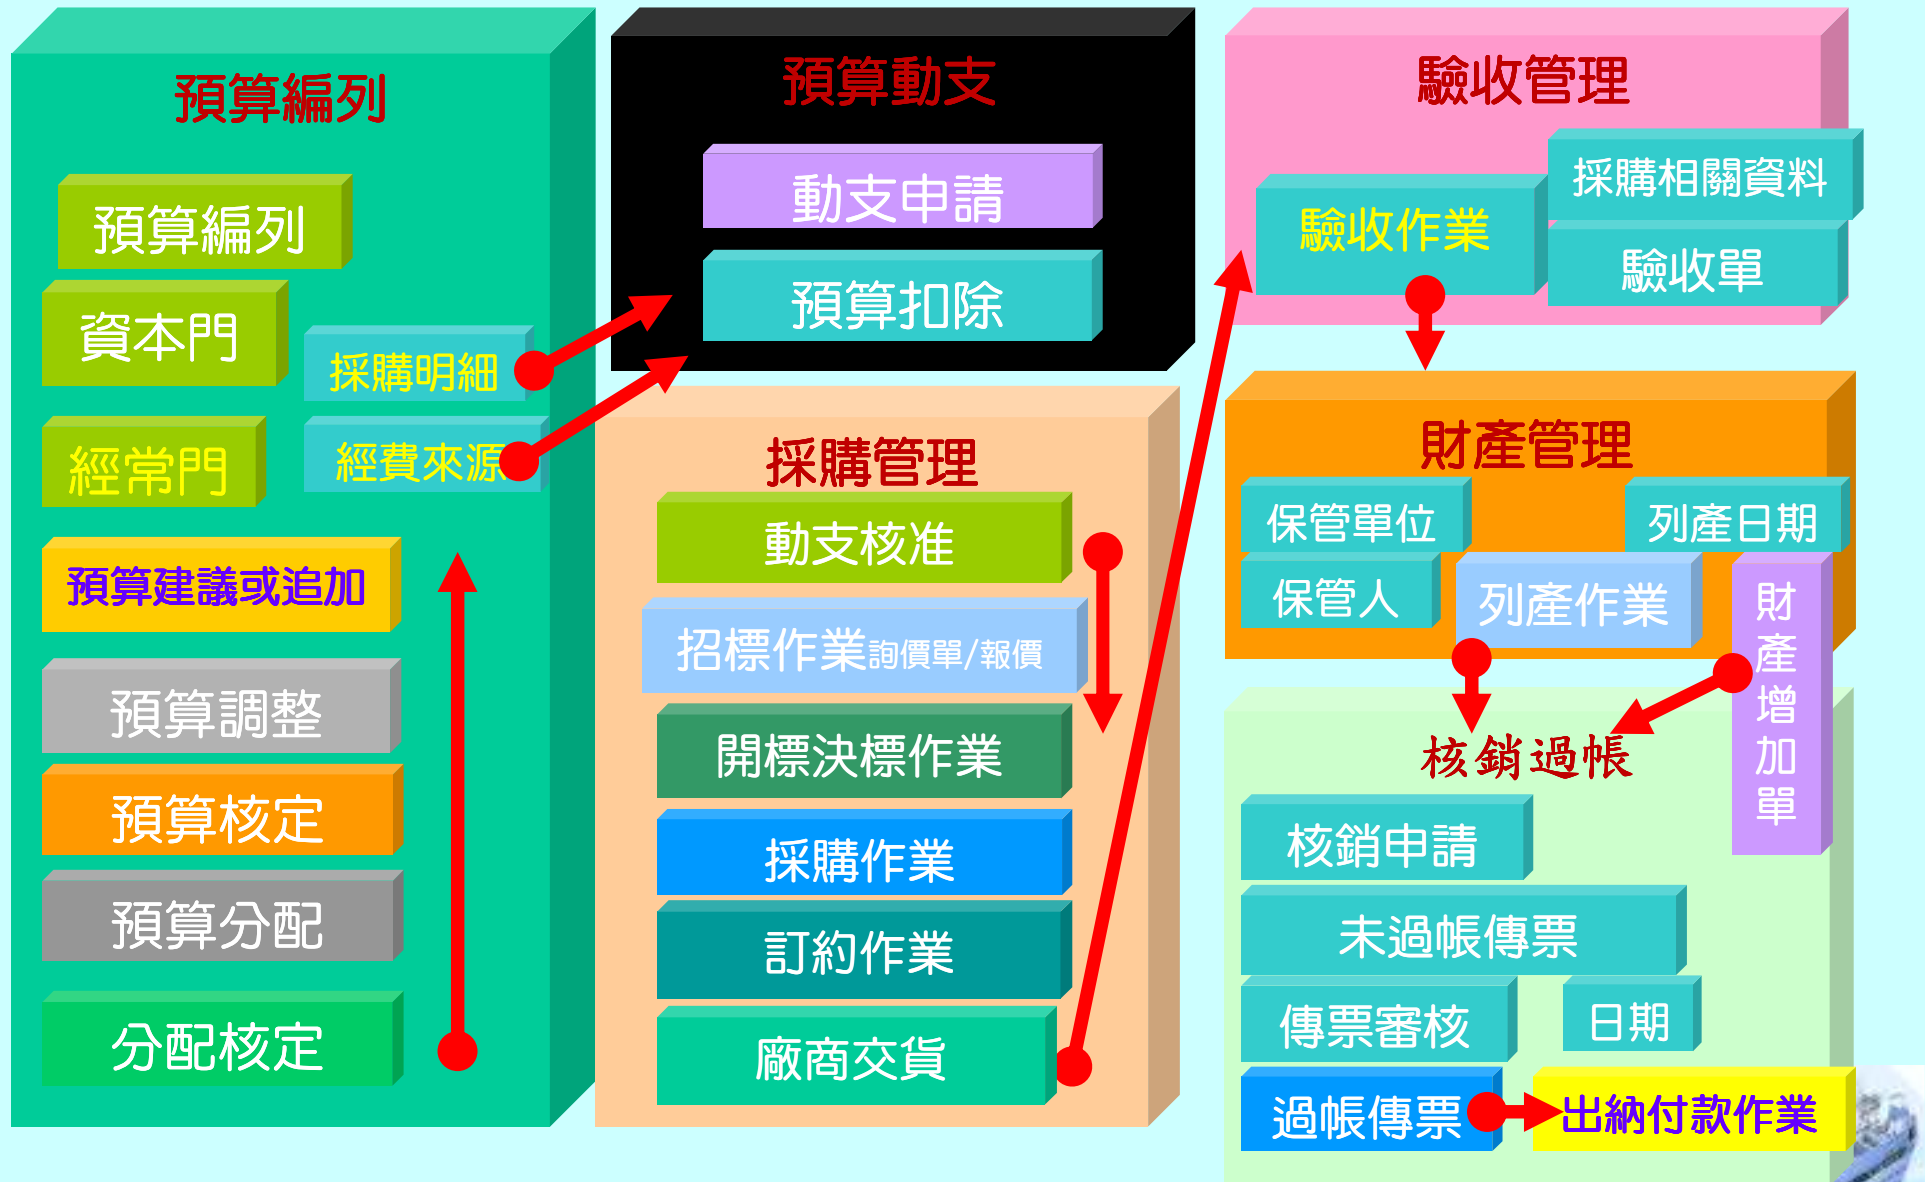 預算編列
預算編列
資本門
採購明細
經常門
經費來源
預算建議或追加
預算調整
預算核定
預算分配
分配核定
預算動支
動支申請
預算扣除
採購管理
動支核准
招標作業詢價單/報價
開標決標作業
採購作業
訂約作業
廠商交貨
驗收管理
採購相關資料
驗收作業
驗收單
財產管理
保管單位
列產日期
保管人
列產作業
財產增加單
核銷過帳
核銷申請
未過帳傳票
傳票審核
日期
過帳傳票
出納付款作業